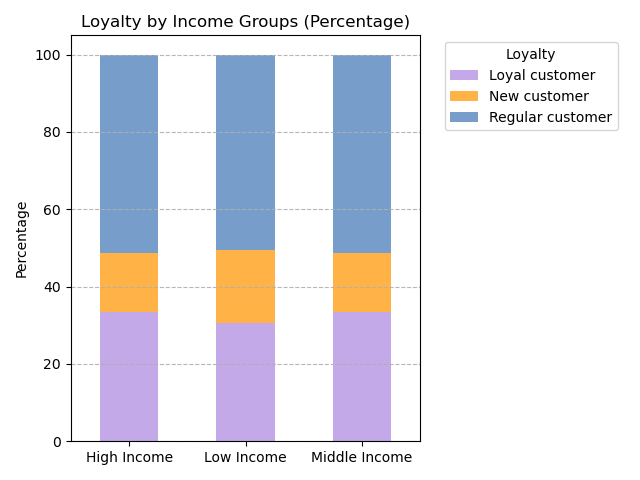 Loyalty by Income Groups (Percentage)
Loyalty
Loyal customer
New customer
Regular customer
Percentage
100
80
60
40
20
0
High Income
Low Income
Middle Income